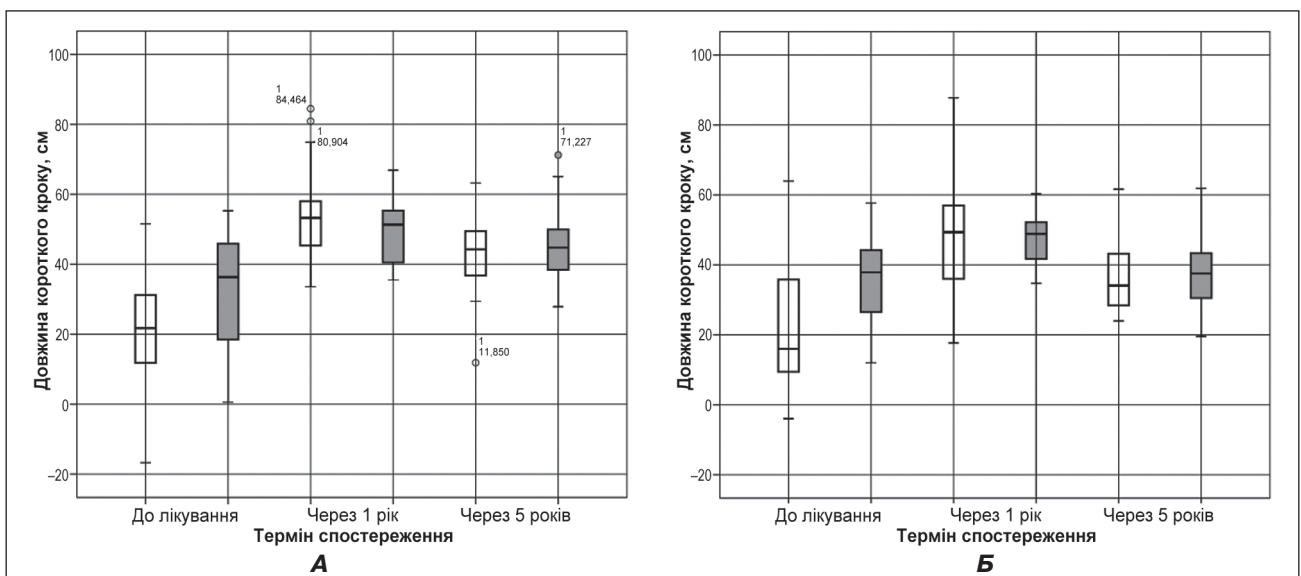 100
80
60
40
20
0
–20
Довжина короткого кроку, см
1
84,464
1
80,904
1
71,227
1
11,850
До лікування
Через 1 рік
Через 5 років
Термін спостереження
А
100
80
60
40
20
0
–20
Довжина короткого кроку, см
До лікування
Через 1 рік
Через 5 років
Термін спостереження
Б